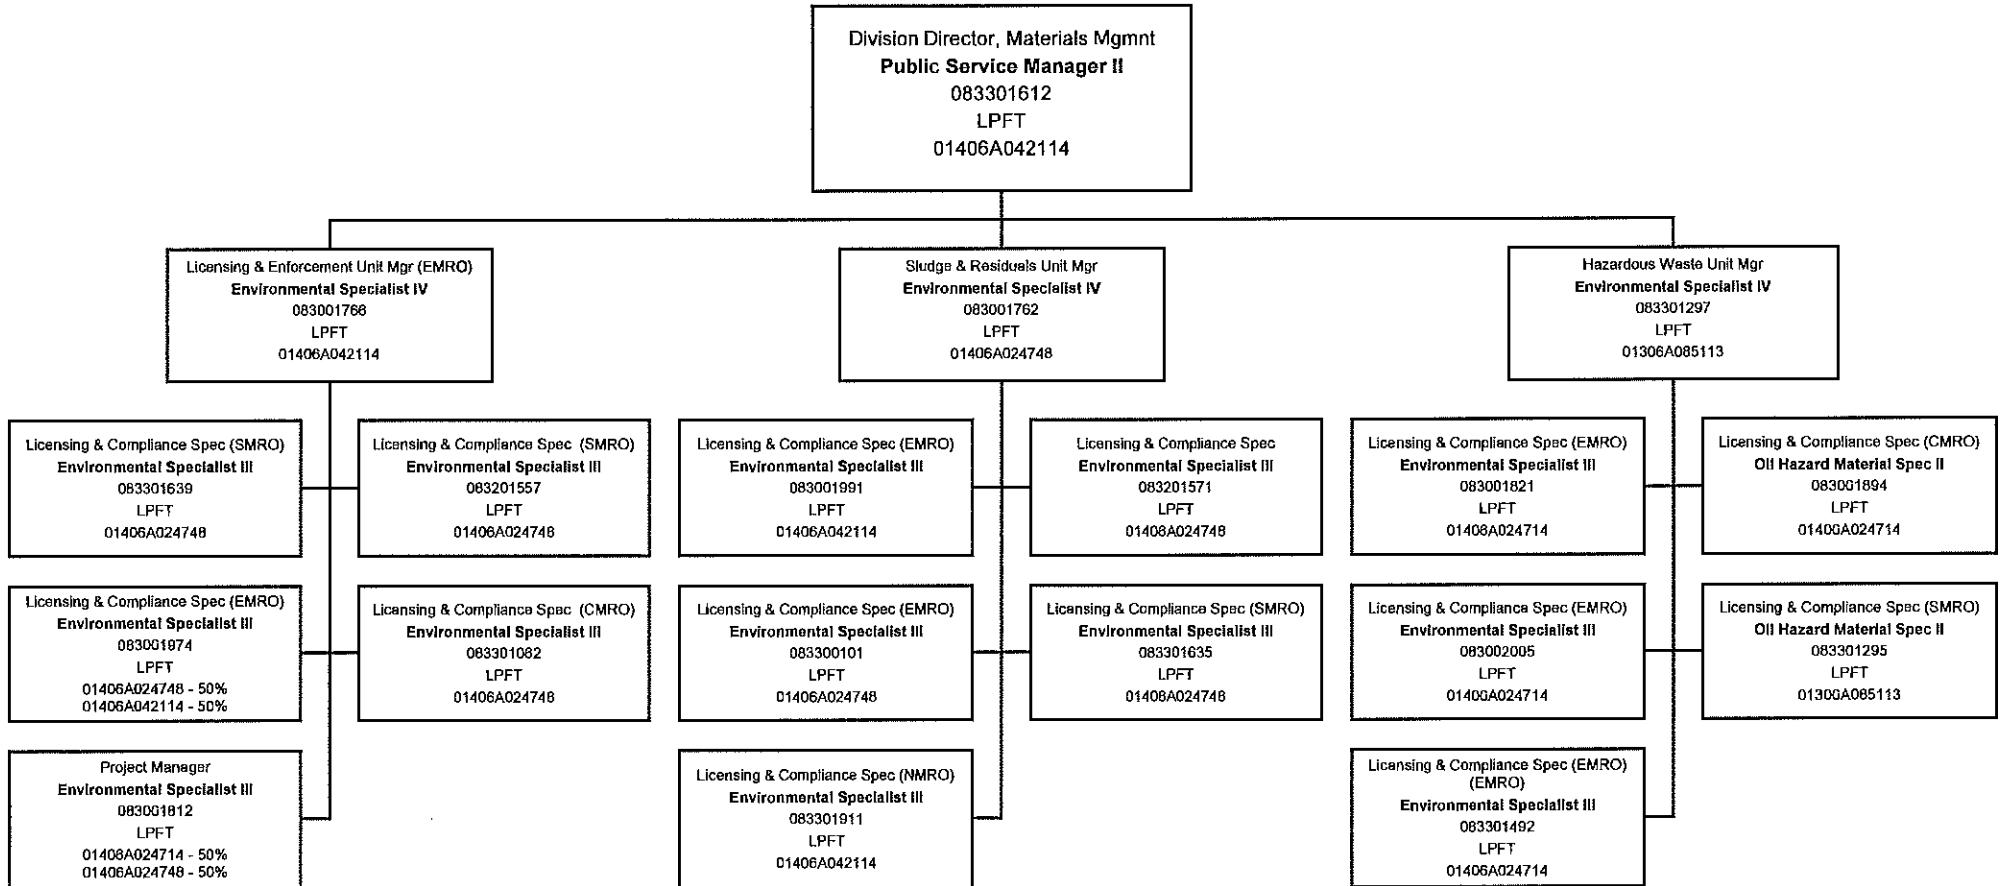 Division Director, Materials Mgmnt
Public Service Manager II
083301612
LPFT
01406A042114
Licensing & Enforcement Unit Mgr (EMRO)
Environmental Specialist IV
083001766
LPFT
01406A042114
Sludge & Residuals Unit Mgr
Environmental Specialist IV
083001762
LPFT
01406A024748
Hazardous Waste Unit Mgr
Environmental Specialist IV
083301297
LPFT
01306A085113
Licensing & Compliance Spec (SMRO)
Environmental Specialist III
083301639
LPFT
01406A024748
Licensing & Compliance Spec (SMRO)
Environmental Specialist III
083201557
LPFT
01406A024748
Licensing & Compliance Spec (EMRO)
Environmental Specialist III
083001991
LPFT
01406A042114
Licensing & Compliance Spec
Environmental Specialist III
083201571
LPFT
01406A024748
Licensing & Compliance Spec (EMRO)
Environmental Specialist III
083001821
LPFT
01406A024714
Licensing & Compliance Spec (CMRO)
Oil Hazard Material Spec II
083001894
LPFT
01406A024714
Licensing & Compliance Spec (EMRO)
Environmental Specialist III
083001974
LPFT
01406A024748 - 50%
01406A042114 - 50%
Licensing & Compliance Spec (CMRO)
Environmental Specialist III
083301082
LPFT
01406A024748
Licensing & Compliance Spec (EMRO)
Environmental Specialist III
083300101
LPFT
01406A024748
Licensing & Compliance Spec (SMRO)
Environmental Specialist III
083301635
LPFT
01406A024748
Licensing & Compliance Spec (EMRO)
Environmental Specialist III
083002005
LPFT
01406A024714
Licensing & Compliance Spec (SMRO)
Oil Hazard Material Spec II
083301295
LPFT
01306A085113
Project Manager
Environmental Specialist III
083001812
LPFT
01406A024714 - 50%
01406A024748 - 50%
Licensing & Compliance Spec (NMRO)
Environmental Specialist III
083301911
LPFT
01406A042114
Licensing & Compliance Spec (EMRO)
(EMRO)
Environmental Specialist III
083301492
LPFT
01406A024714